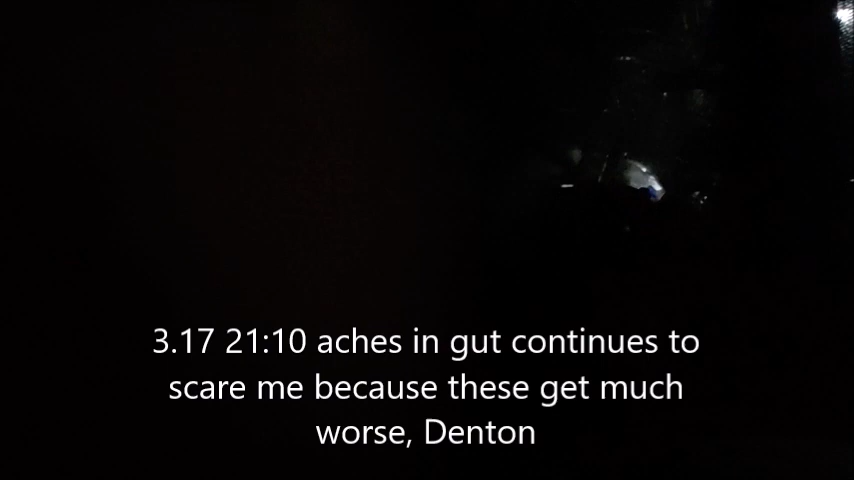 3.17 21:10 aches in gut continues to
scare me because these get much
worse, Denton